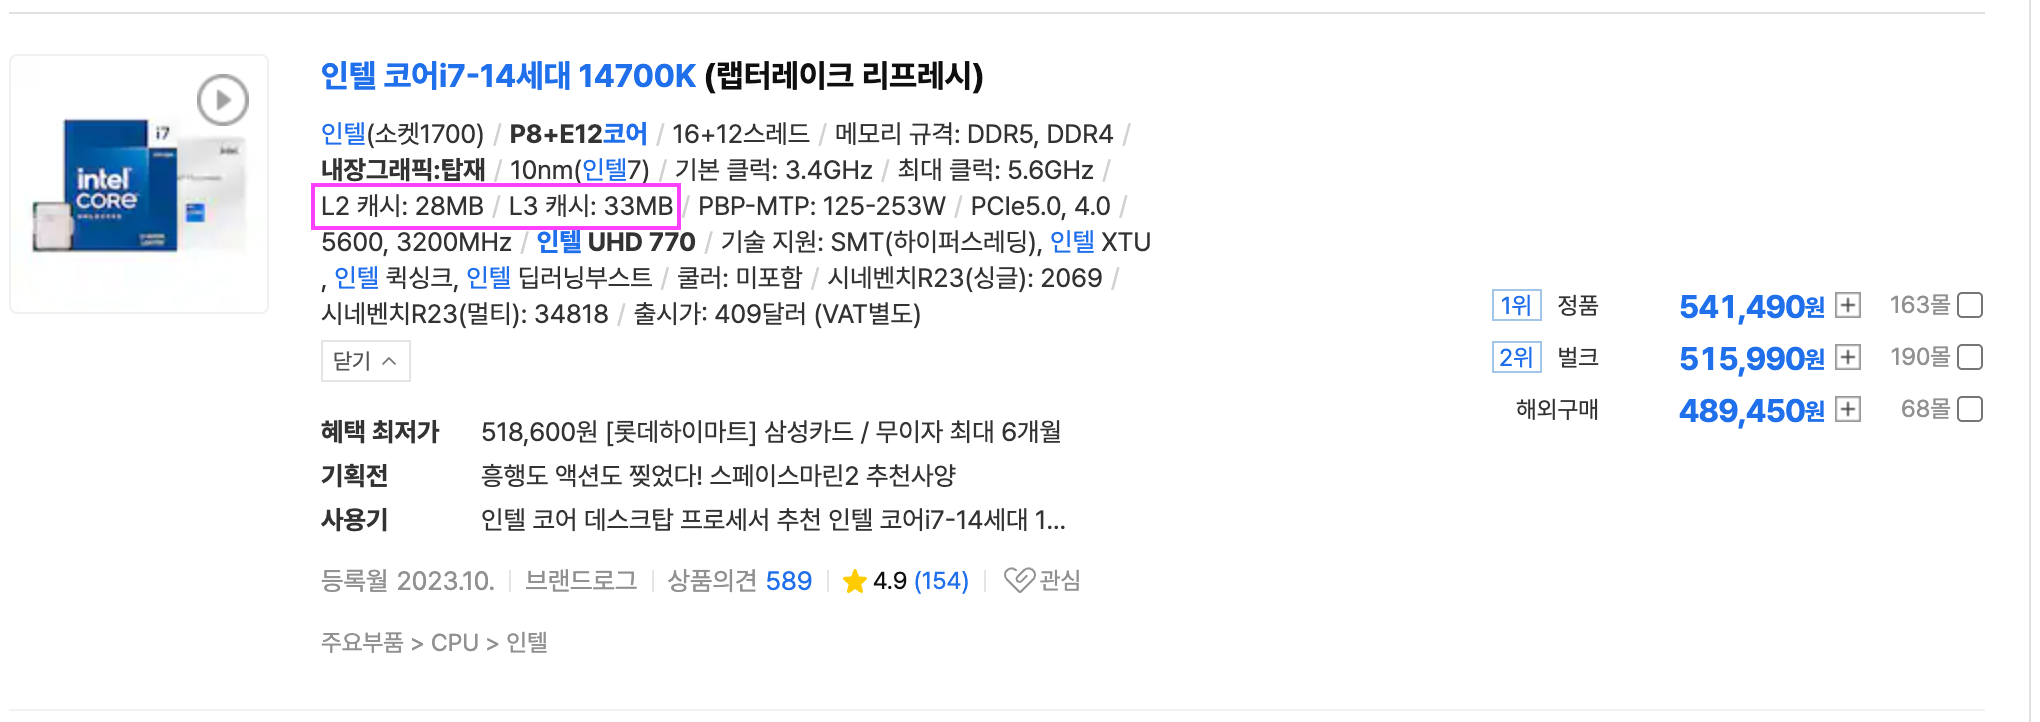 인텔 코어i7-14세대 14700K (랩터레이크 리프레시)
인텔(소켓1700) / P8+E12코어 / 16+12스레드 / 메모리 규격: DDR5, DDR4 /
내장그래픽:탑재 / 10nm(인텔7) / 기본 클럭: 3.4GHz / 최대 클럭: 5.6GHz /
L2 캐시: 28MB / L3 캐시: 33MB / PBP-MTP: 125-253W / PCIe5.0, 4.0 /
5600, 3200MHz / 인텔 UHD 770 / 기술 지원: SMT(하이퍼스레딩), 인텔 XTU
, 인텔 퀵싱크, 인텔 딥러닝부스트 / 쿨러: 미포함 / 시네벤치R23(싱글): 2069 /
시네벤치R23(멀티): 34818 / 출시가: 409달러 (VAT별도)
닫기
i7
intel
CORE
intel
1위 정품 541,490원 163몰
2위 벌크 515,990원 190몰
해외구매 489,450원 68몰
혜택 최저가 518,600원 [롯데하이마트] 삼성카드 / 무이자 최대 6개월
기획전 흥행도 액션도 찢었다! 스페이스마린2 추천사양
사용기 인텔 코어 데스크탑 프로세서 추천 인텔 코어i7-14세대 1...
등록월 2023.10. 브랜드로그 상품의견 589 4.9 (154) 관심
주요부품 > CPU > 인텔